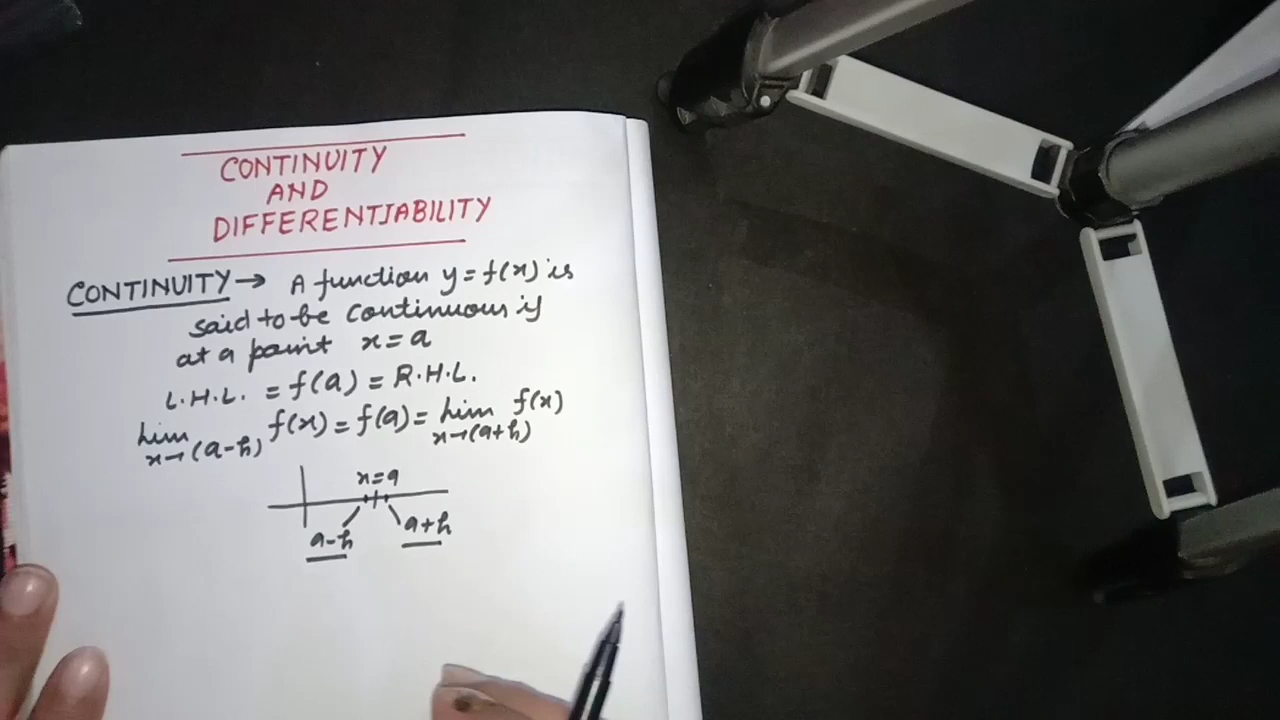 CONTINUITY
AND
DIFFERENTIABILITY
CONTINUITY → A function y = f(x) is
said to be continuous if
at a point x = a
L.H.L. = f(a) = R.H.L.
lim x→(a-h) f(x) = f(a) = lim x→(a+h) f(x)
x=a
a-h a+h